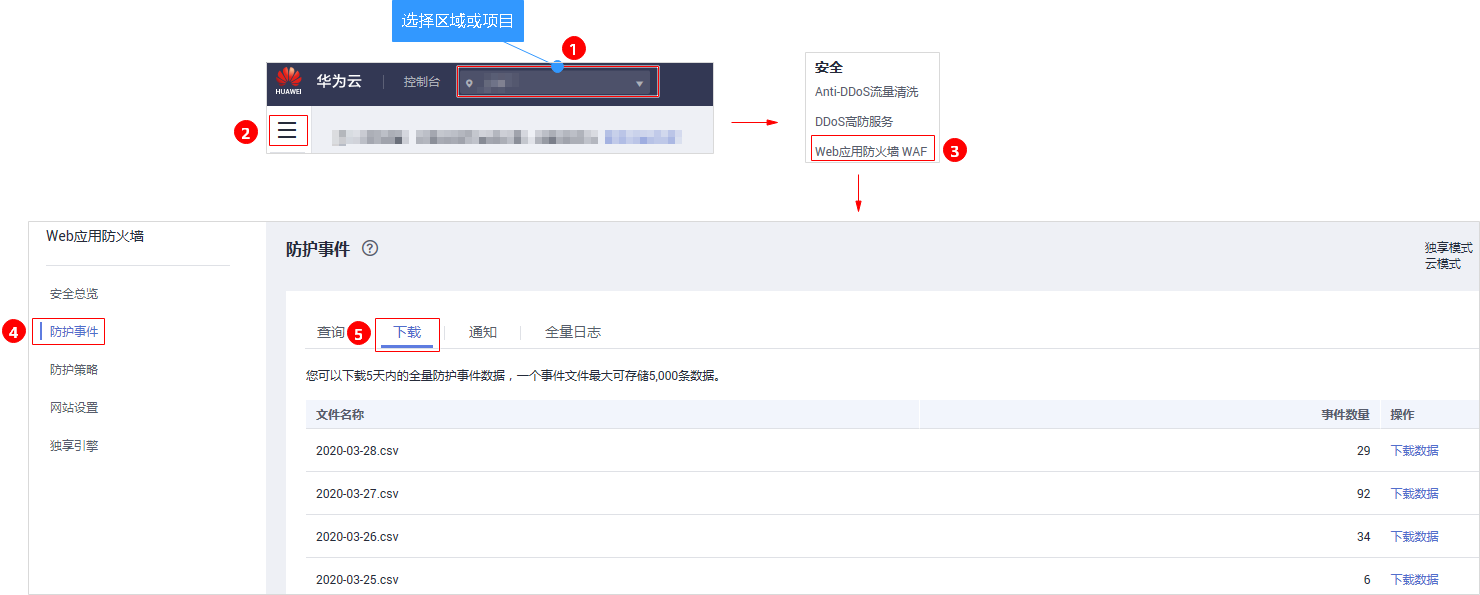 选择区域或项目
1
HUAWEI
华为云
控制台
2
安全
Anti-DDoS流量清洗
DDoS高防服务
Web应用防火墙 WAF
3
Web应用防火墙
安全总览
4
防护事件
防护策略
网站设置
独享引擎
防护事件 ?
独享模式
云模式
查询 5 下载 通知 全量日志
您可以下载5天内的全量防护事件数据，一个事件文件最大可存储5,000条数据。
文件名称 事件数量 操作
2020-03-28.csv 29 下载数据
2020-03-27.csv 92 下载数据
2020-03-26.csv 34 下载数据
2020-03-25.csv 6 下载数据